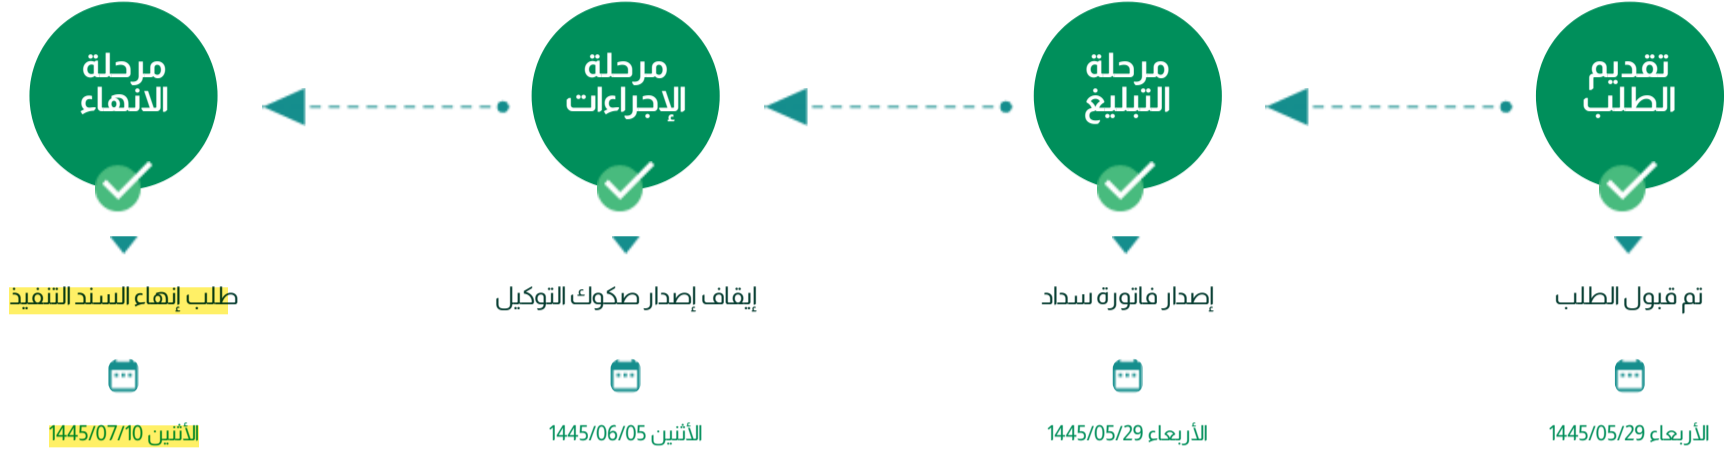 تقديم
الطلب
تم قبول الطلب
الأربعاء 1445/05/29
مرحلة
التبليغ
إصدار فاتورة سداد
الأربعاء 1445/05/29
مرحلة
الإجراءات
إيقاف إصدار صكوك التوكيل
الأثنين 1445/06/05
مرحلة
الانهاء
طلب إنهاء السند التنفيذ
الأثنين 1445/07/10